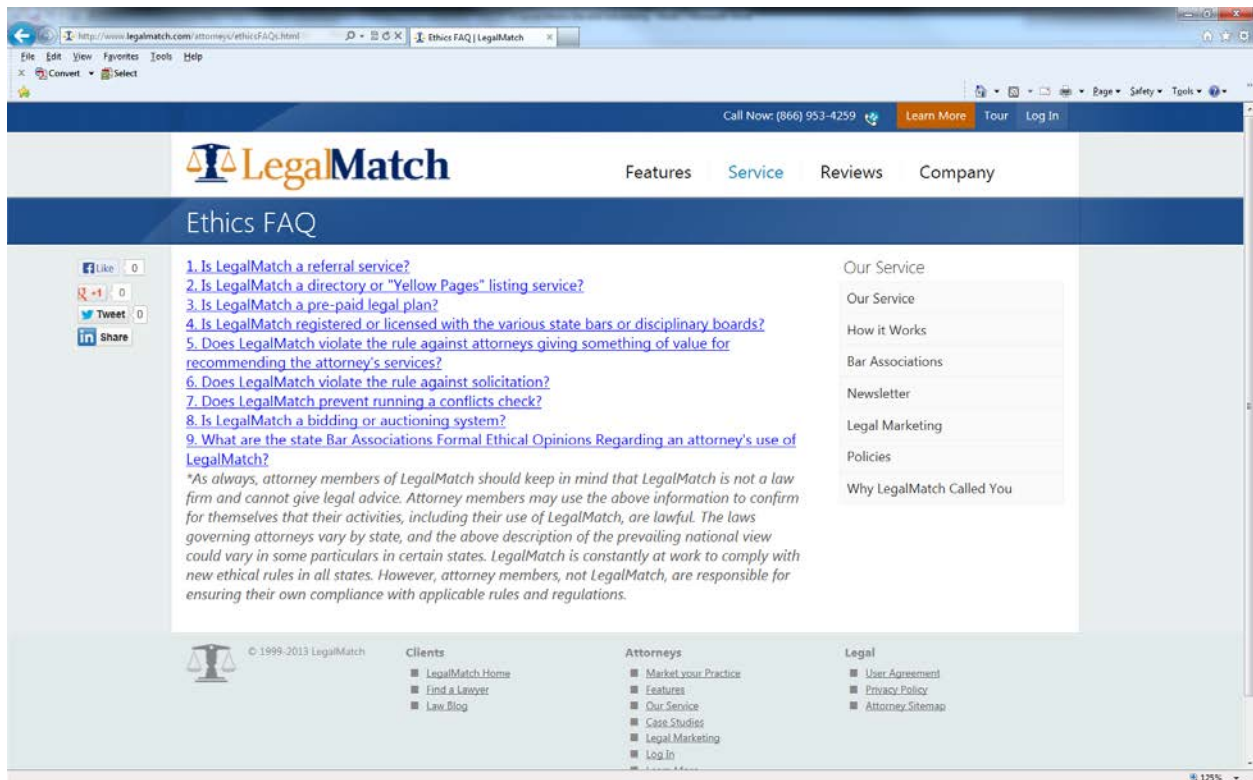 http://www.legalmatch.com/attorneys/ethicsFAQs.html
Ethics FAQ | LegalMatch
File Edit View Favorites Tools Help
Convert Select
Page Safety Tools
Call Now: (866) 953-4259 Learn More Tour Log In
LegalMatch
Features Service Reviews Company
Ethics FAQ
Like 0
+1 0
Tweet 0
in Share
1. Is LegalMatch a referral service?
2. Is LegalMatch a directory or "Yellow Pages" listing service?
3. Is LegalMatch a pre-paid legal plan?
4. Is LegalMatch registered or licensed with the various state bars or disciplinary boards?
5. Does LegalMatch violate the rule against attorneys giving something of value for
recommending the attorney's services?
6. Does LegalMatch violate the rule against solicitation?
7. Does LegalMatch prevent running a conflicts check?
8. Is LegalMatch a bidding or auctioning system?
9. What are the state Bar Associations Formal Ethical Opinions Regarding an attorney's use of
LegalMatch?
*As always, attorney members of LegalMatch should keep in mind that LegalMatch is not a law
firm and cannot give legal advice. Attorney members may use the above information to confirm
for themselves that their activities, including their use of LegalMatch, are lawful. The laws
governing attorneys vary by state, and the above description of the prevailing national view
could vary in some particulars in certain states. LegalMatch is constantly at work to comply with
new ethical rules in all states. However, attorney members, not LegalMatch, are responsible for
ensuring their own compliance with applicable rules and regulations.
Our Service
Our Service
How it Works
Bar Associations
Newsletter
Legal Marketing
Policies
Why LegalMatch Called You
© 1999-2013 LegalMatch
Clients
LegalMatch Home
Find a Lawyer
Law Blog
Attorneys
Market your Practice
Features
Our Service
Case Studies
Legal Marketing
Log In
Legal
User Agreement
Privacy Policy
Attorney Sitemap
125%